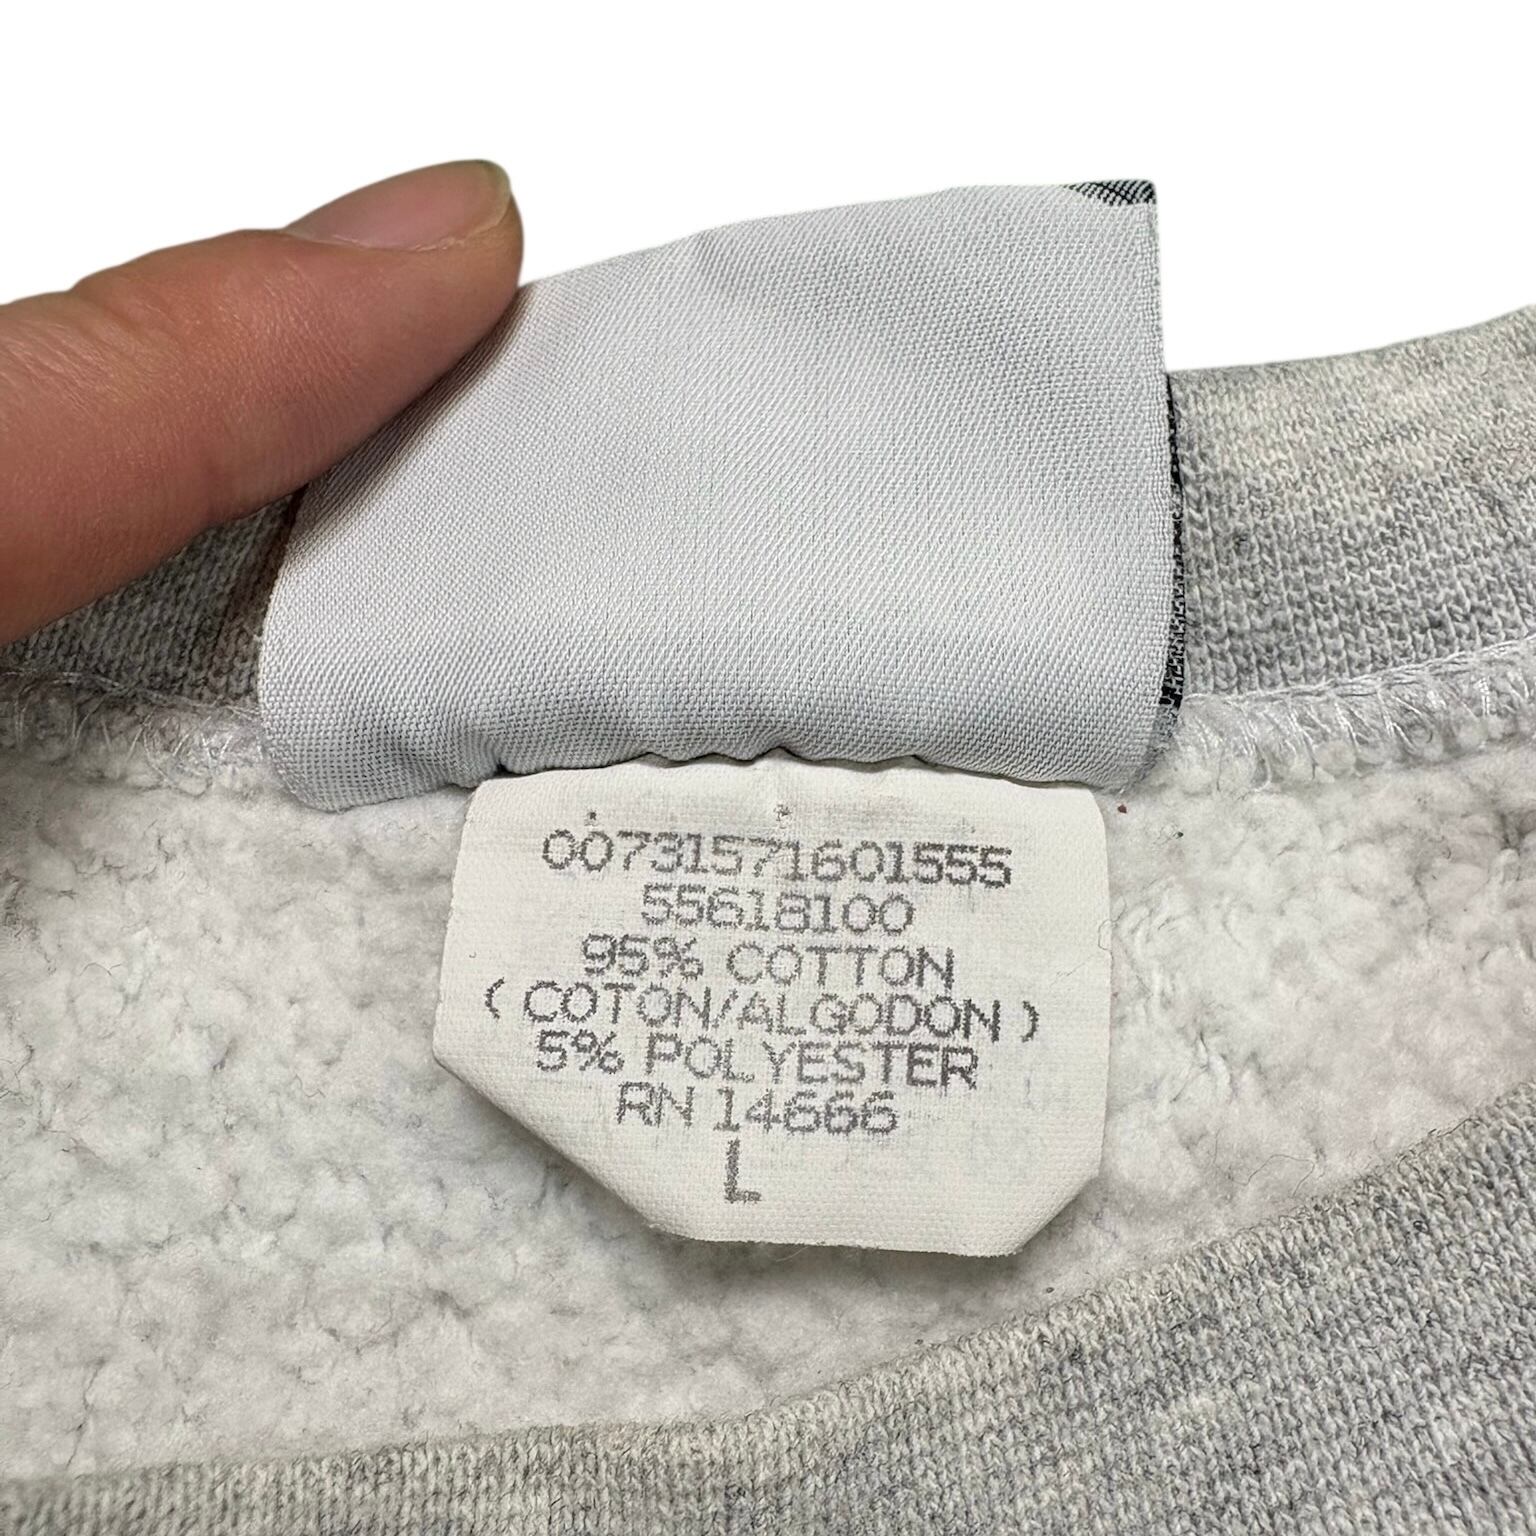 00731571601555
55618100
95% COTTON
( COTON/ALGODON )
5% POLYESTER
RN 14666
L